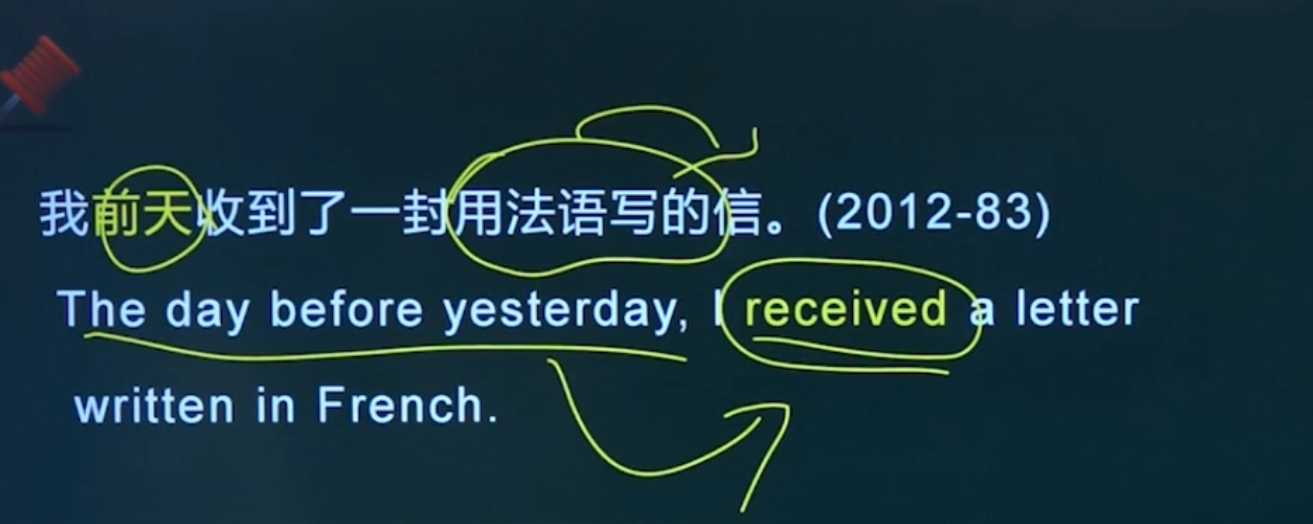 我前天收到了一封用法语写的信。(2012-83)
The day before yesterday, I received a letter
written in French.